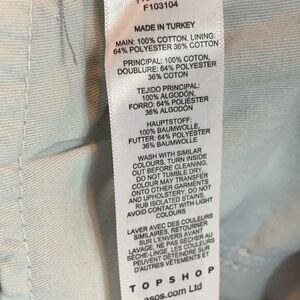 F103104
MADE IN TURKEY
MAIN: 100% COTTON, LINING:
64% POLYESTER 36% COTTON
PRINCIPAL: 100% COTON,
DOUBLURE: 64% POLYESTER
36% COTON
TEJIDO PRINCIPAL:
100% ALGODÓN,
FORRO: 64% POLIÉSTER
36% ALGODÓN
HAUPTSTOFF:
100% BAUMWOLLE
FUTTER: 64% POLYESTER
36% BAUMWOLLE
WASH WITH SIMILAR
COLOURS, TURN INSIDE
OUT BEFORE CLEANING,
DO NOT TUMBLE DRY,
COLOUR MAY TRANSFER
ONTO OTHER GARMENTS
AND UPHOLSTERY, DO NOT
RUB ISOLATED STAINS,
AVOID CONTACT WITH LIGHT
COLOURS
LAVER AVEC DES COULEURS
SIMILAIRES, RETOURNER
SUR L'ENVERS AVANT
LAVAGE, NE PAS SÉCHER AU
SÈCHE-LINGE, LES COULEURS
PEUVENT DÉTEINDRE SUR
D'AUTRES VÊTEMENTS ET
TOPSHOP
asos.com Ltd